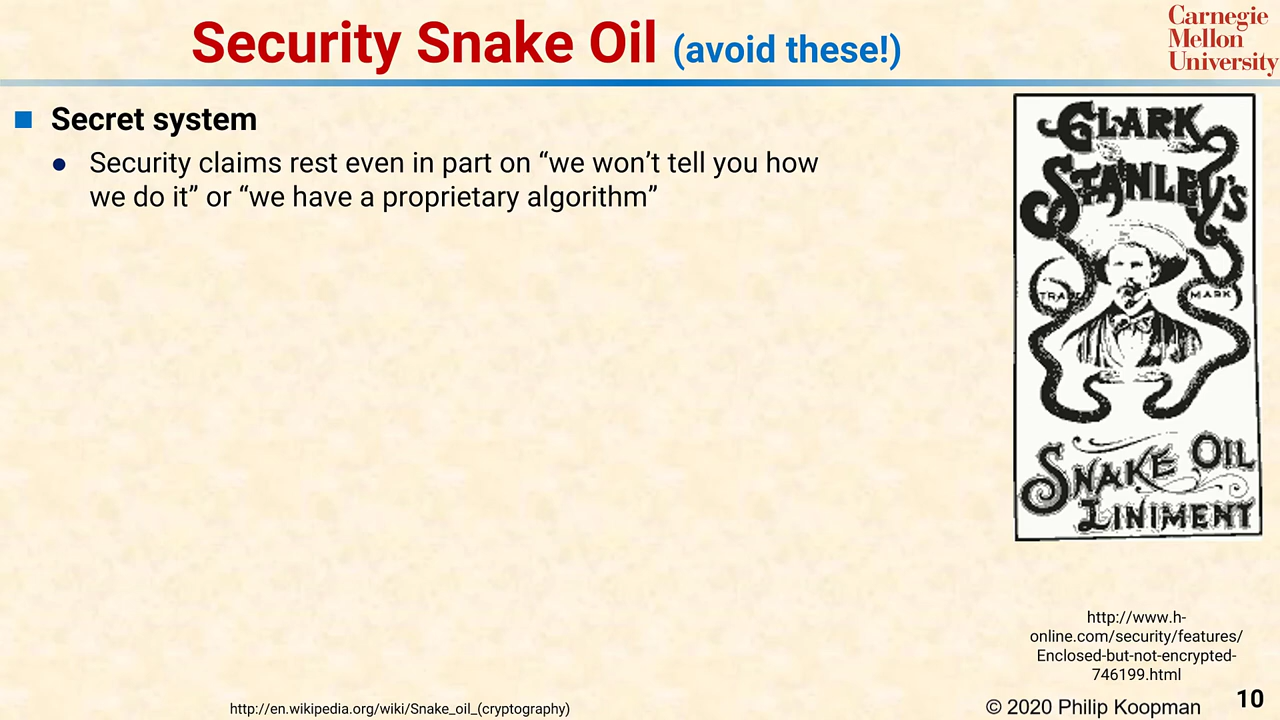 Security Snake Oil (avoid these!)
Carnegie
Mellon
University
Secret system
Security claims rest even in part on “we won’t tell you how
we do it” or “we have a proprietary algorithm”
CLARK
STANLEY'S
TRADE
MARK
SNAKE OIL
LINIMENT
http://www.h-
online.com/security/features/
Enclosed-but-not-encrypted-
746199.html
http://en.wikipedia.org/wiki/Snake_oil_(cryptography)
© 2020 Philip Koopman
10